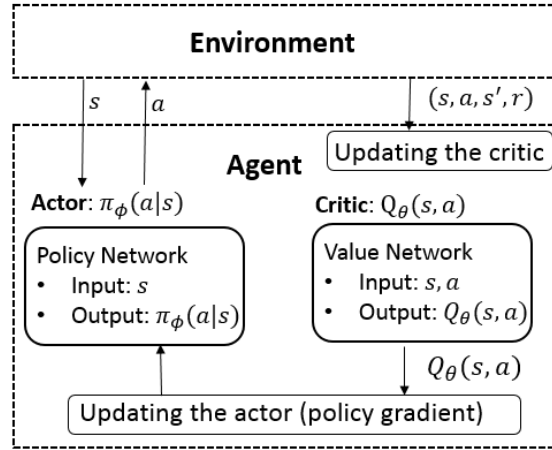 Environment
s
a
(s, a, s′, r)
Updating the critic
Agent
Actor: π_ϕ(a|s)
Critic: Q_θ(s, a)
Policy Network
• Input: s
• Output: π_ϕ(a|s)
Value Network
• Input: s, a
• Output: Q_θ(s, a)
Q_θ(s, a)
Updating the actor (policy gradient)